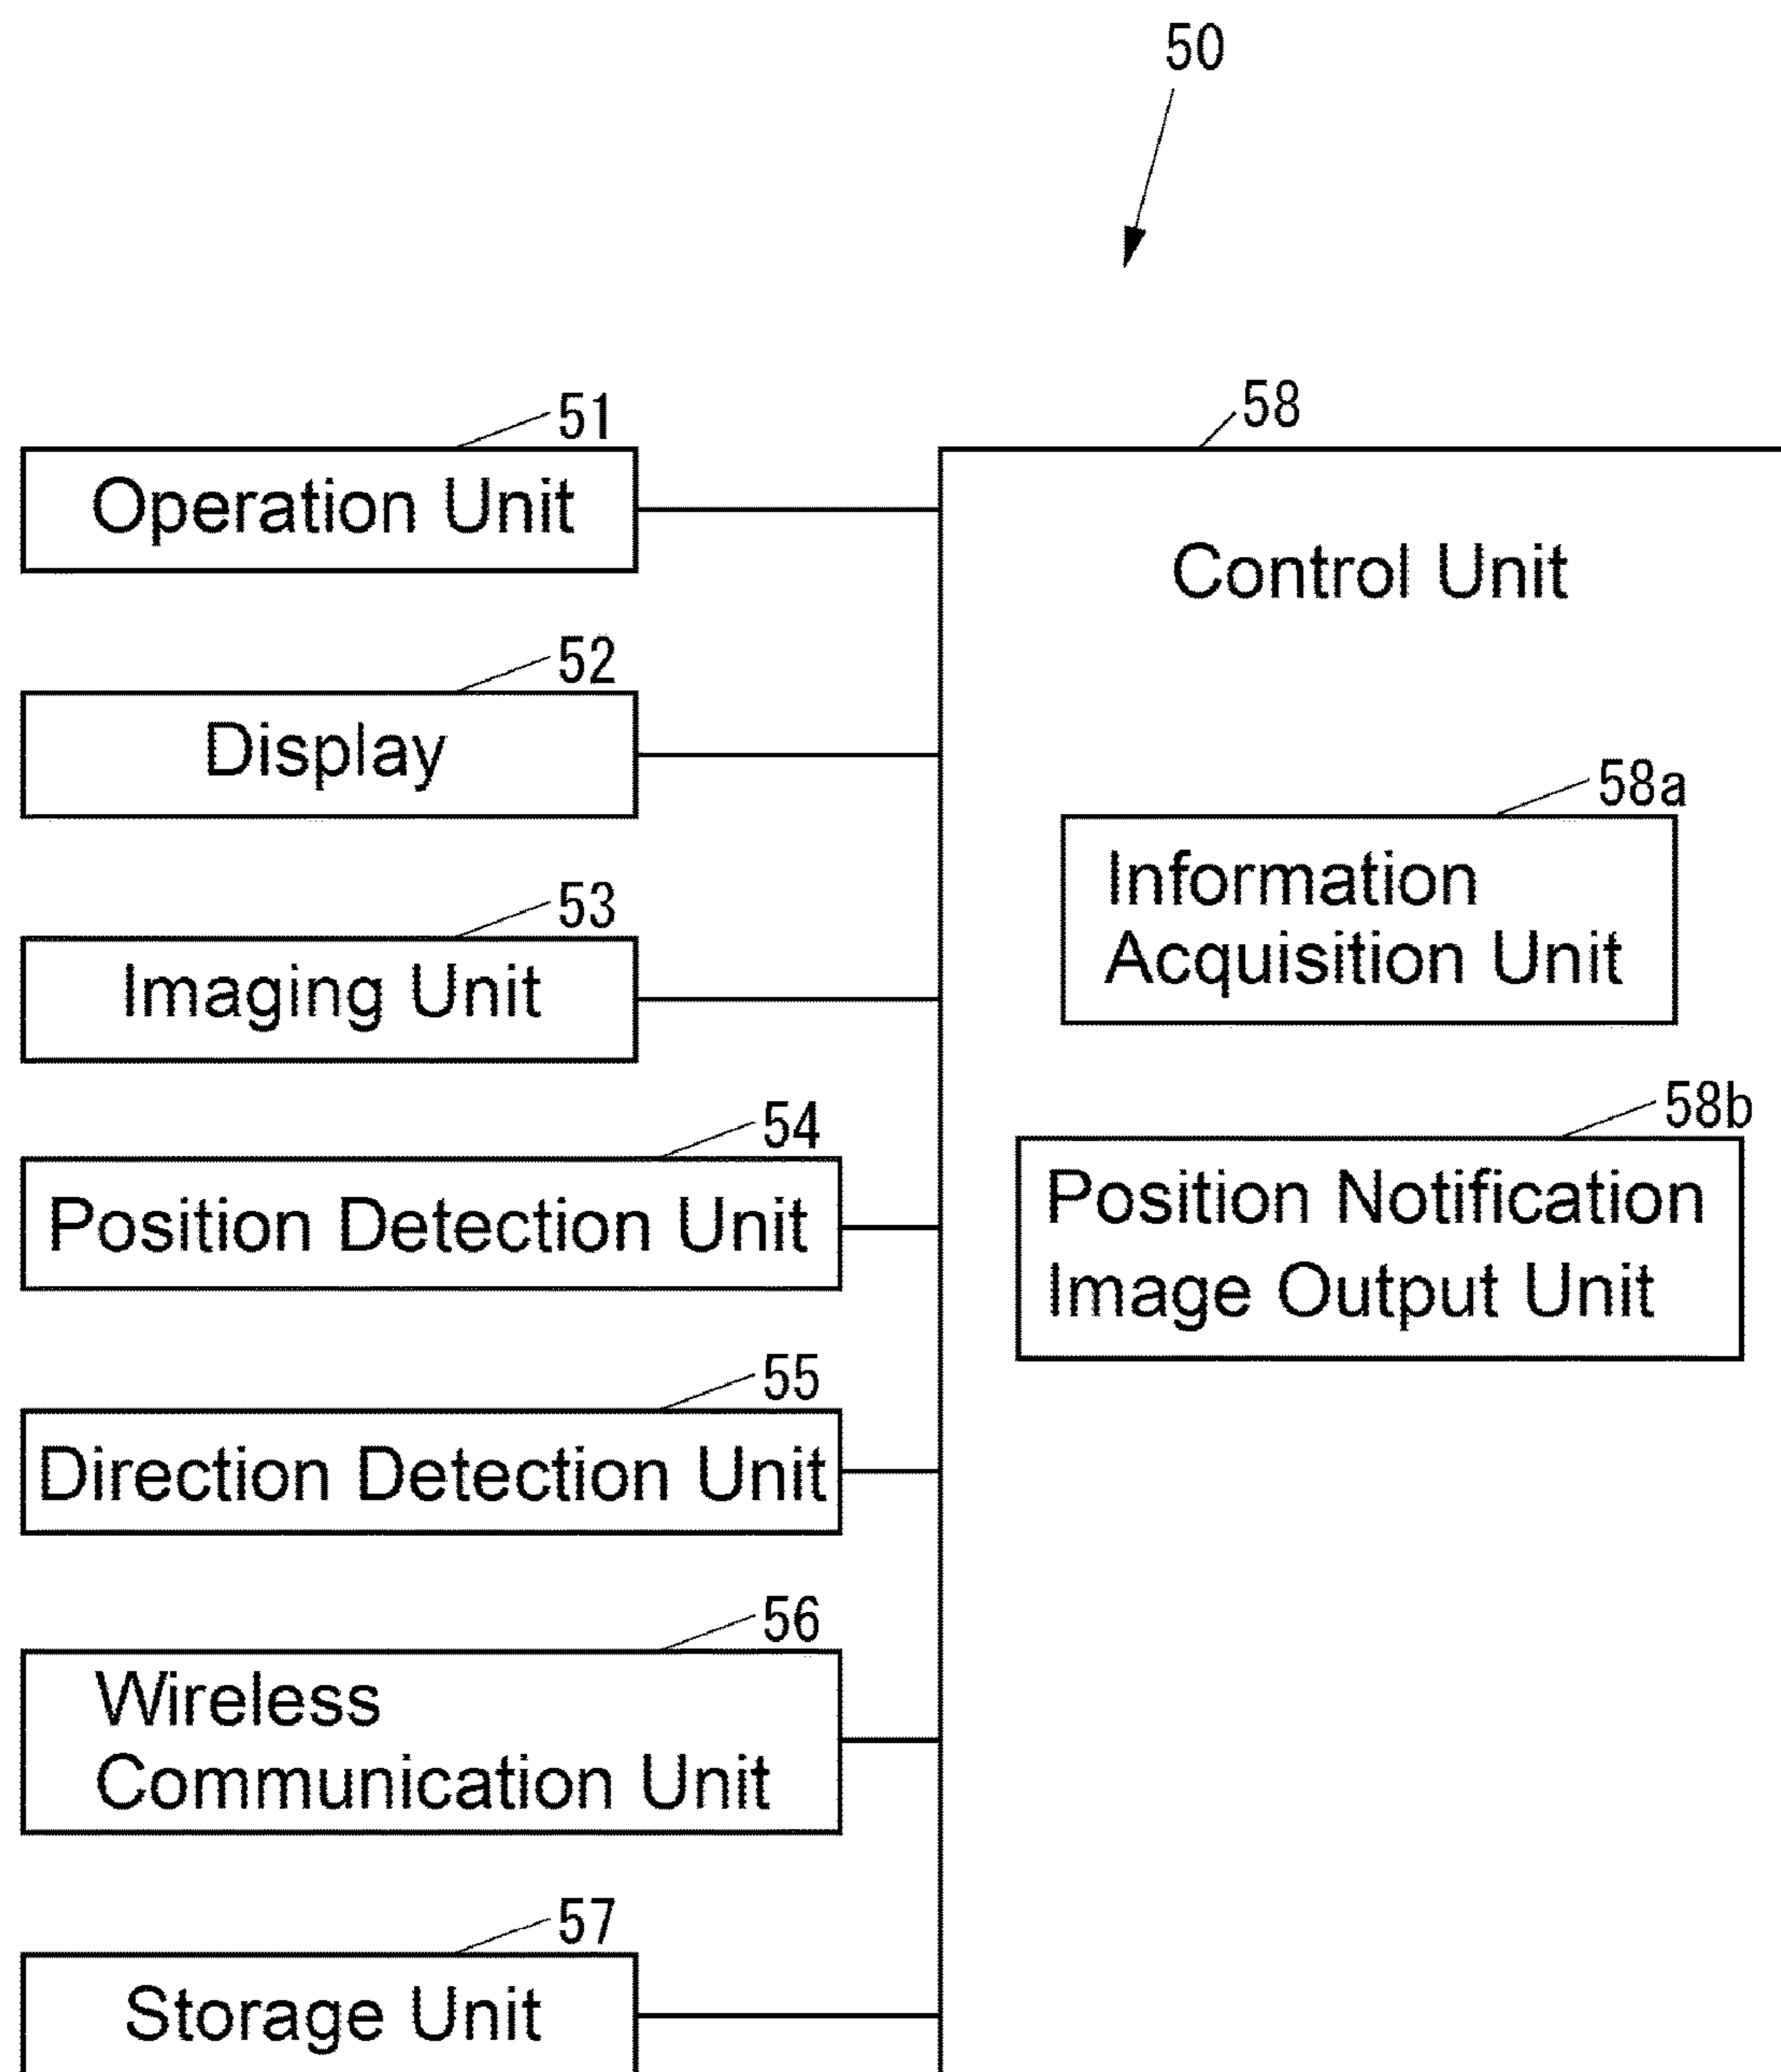 50
51
Operation Unit
52
Display
53
Imaging Unit
54
Position Detection Unit
55
Direction Detection Unit
56
Wireless
Communication Unit
57
Storage Unit
58
Control Unit
58a
Information
Acquisition Unit
58b
Position Notification
Image Output Unit